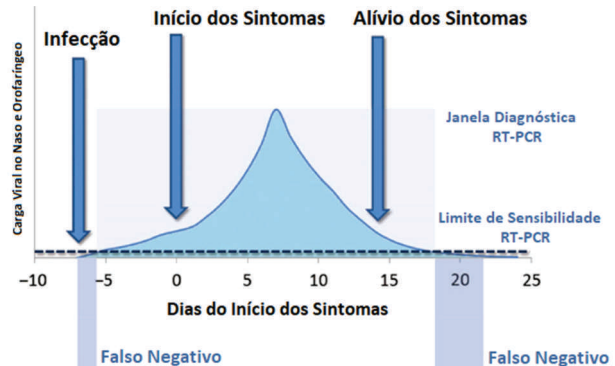 Infecção
Início dos Sintomas
Alívio dos Sintomas
Carga Viral no Naso e Orofaríngeo
Janela Diagnóstica
RT-PCR
Limite de Sensibilidade
RT-PCR
−10 −5 0 5 10 15 20 25
Dias do Início dos Sintomas
Falso Negativo
Falso Negativo